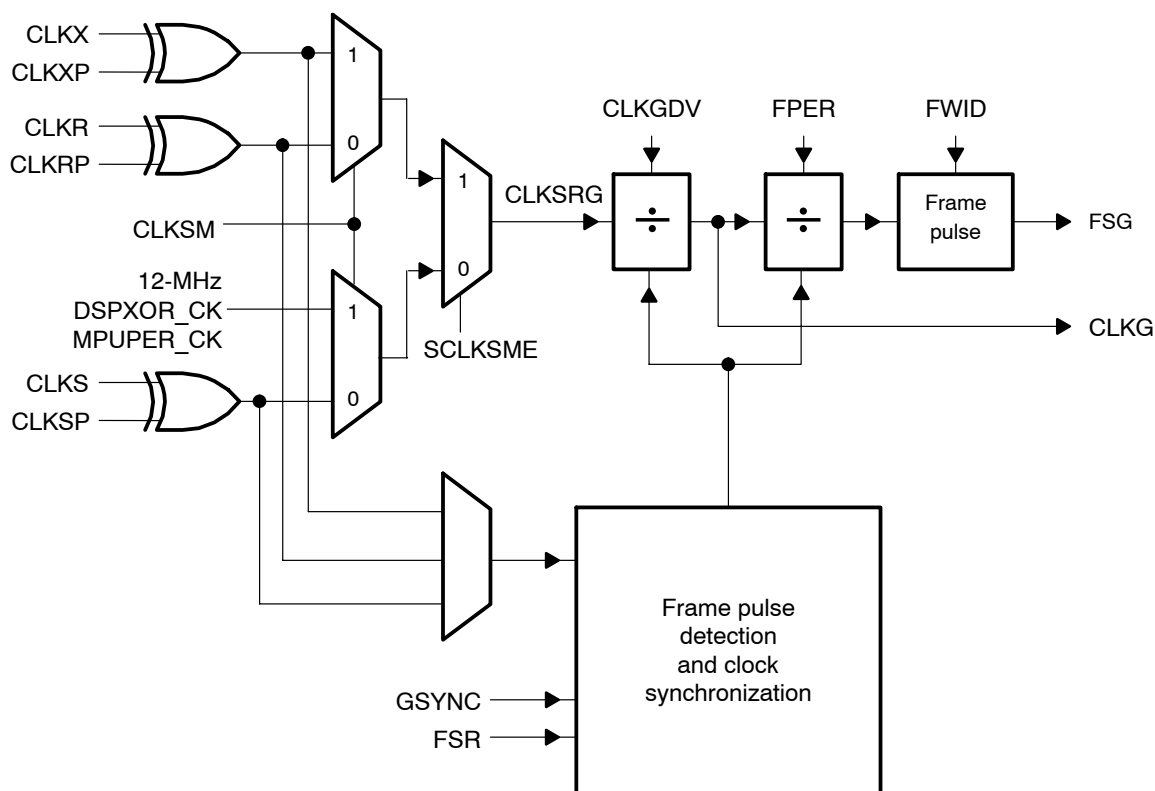 CLKX
CLKXP
CLKR
CLKRP
CLKSM
12-MHz
DSPXOR_CK
MPUPER_CK
CLKS
CLKSP
1
0
1
0
1
0
SCLKSME
CLKSRG
CLKGDV
FPER
FWID
÷
÷
Frame
pulse
FSG
CLKG
Frame pulse
detection
and clock
synchronization
GSYNC
FSR